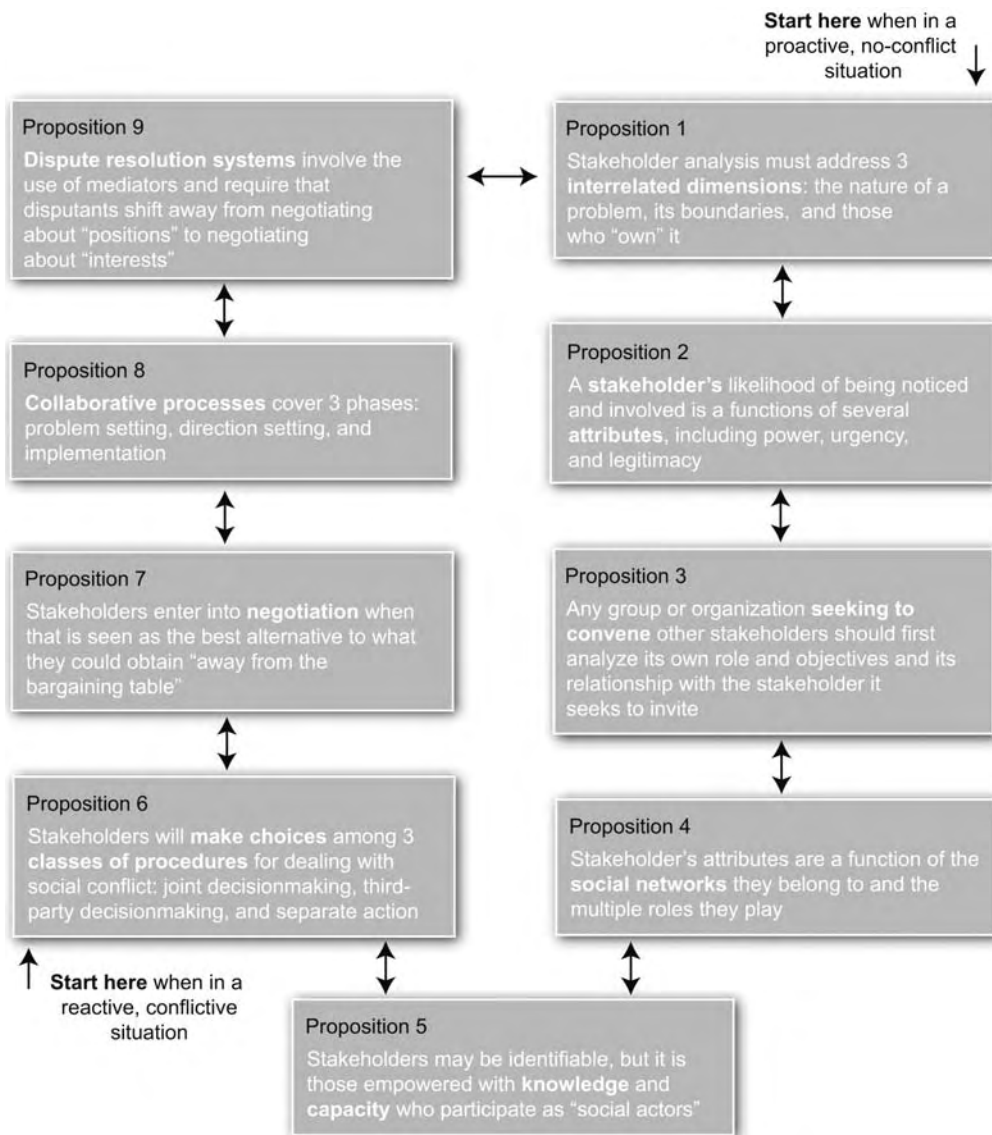 Start here when in a
proactive, no-conflict
situation
Proposition 9
Dispute resolution systems involve the
use of mediators and require that
disputants shift away from negotiating
about “positions” to negotiating
about “interests”
Proposition 1
Stakeholder analysis must address 3
interrelated dimensions: the nature of a
problem, its boundaries, and those
who “own” it
Proposition 8
Collaborative processes cover 3 phases:
problem setting, direction setting, and
implementation
Proposition 2
A stakeholder’s likelihood of being noticed
and involved is a functions of several
attributes, including power, urgency,
and legitimacy
Proposition 7
Stakeholders enter into negotiation when
that is seen as the best alternative to what
they could obtain “away from the
bargaining table”
Proposition 3
Any group or organization seeking to
convene other stakeholders should first
analyze its own role and objectives and its
relationship with the stakeholder it
seeks to invite
Proposition 6
Stakeholders will make choices among 3
classes of procedures for dealing with
social conflict: joint decisionmaking, third-
party decisionmaking, and separate action
Proposition 4
Stakeholder’s attributes are a function of the
social networks they belong to and the
multiple roles they play
Start here when in a
reactive, conflictive
situation
Proposition 5
Stakeholders may be identifiable, but it is
those empowered with knowledge and
capacity who participate as “social actors”